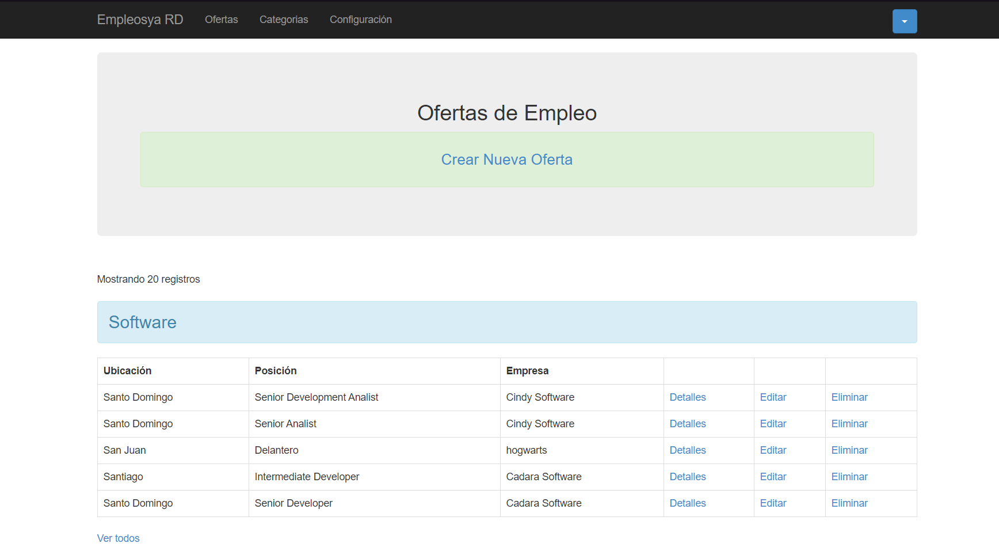 Empleosya RD Ofertas Categorias Configuración
Ofertas de Empleo
Crear Nueva Oferta
Mostrando 20 registros
Software
Ubicación Posición Empresa
Santo Domingo Senior Development Analist Cindy Software Detalles Editar Eliminar
Santo Domingo Senior Analist Cindy Software Detalles Editar Eliminar
San Juan Delantero hogwarts Detalles Editar Eliminar
Santiago Intermediate Developer Cadara Software Detalles Editar Eliminar
Santo Domingo Senior Developer Cadara Software Detalles Editar Eliminar
Ver todos